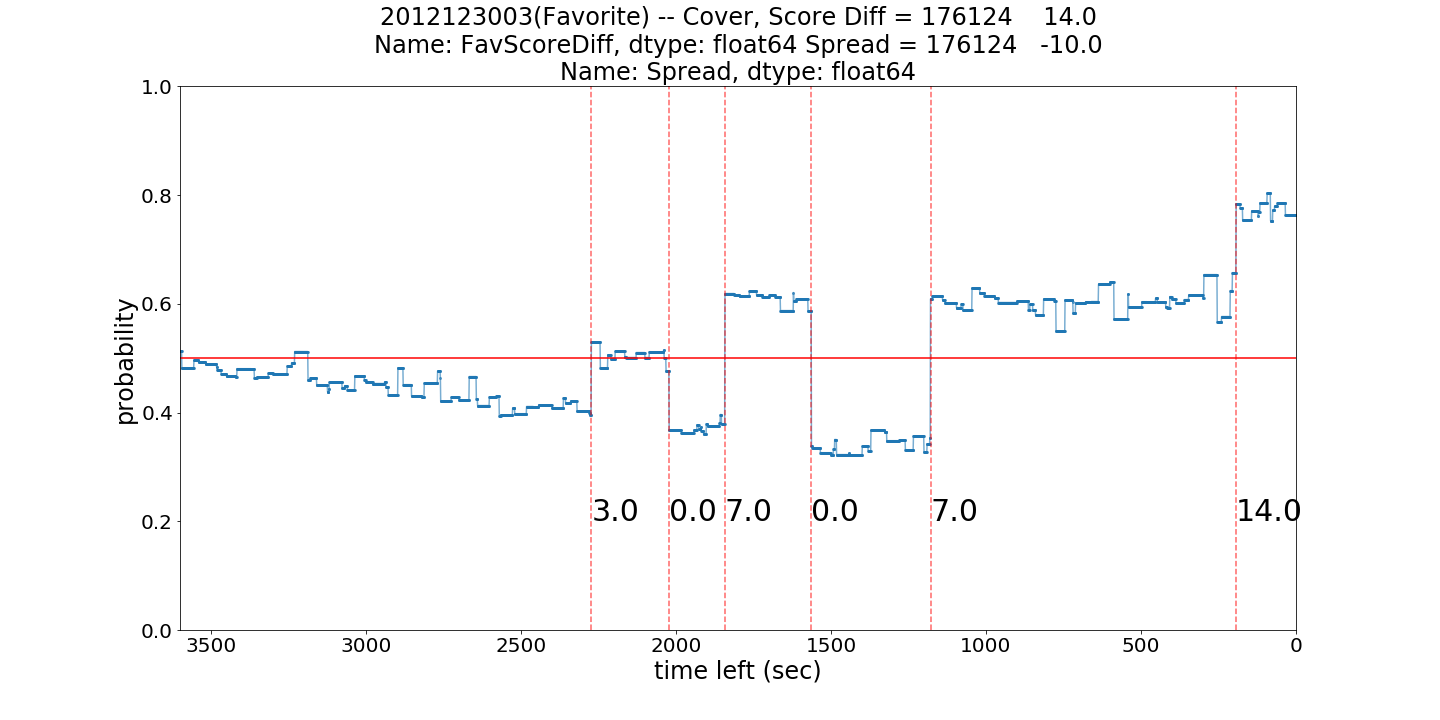 2012123003(Favorite) -- Cover, Score Diff = 176124    14.0
Name: FavScoreDiff, dtype: float64 Spread = 176124   -10.0
Name: Spread, dtype: float64
1.0
0.8
0.6
0.4
0.2
0.0
probability
3.0 0.0 7.0 0.0 7.0 14.0
3500 3000 2500 2000 1500 1000 500 0
time left (sec)